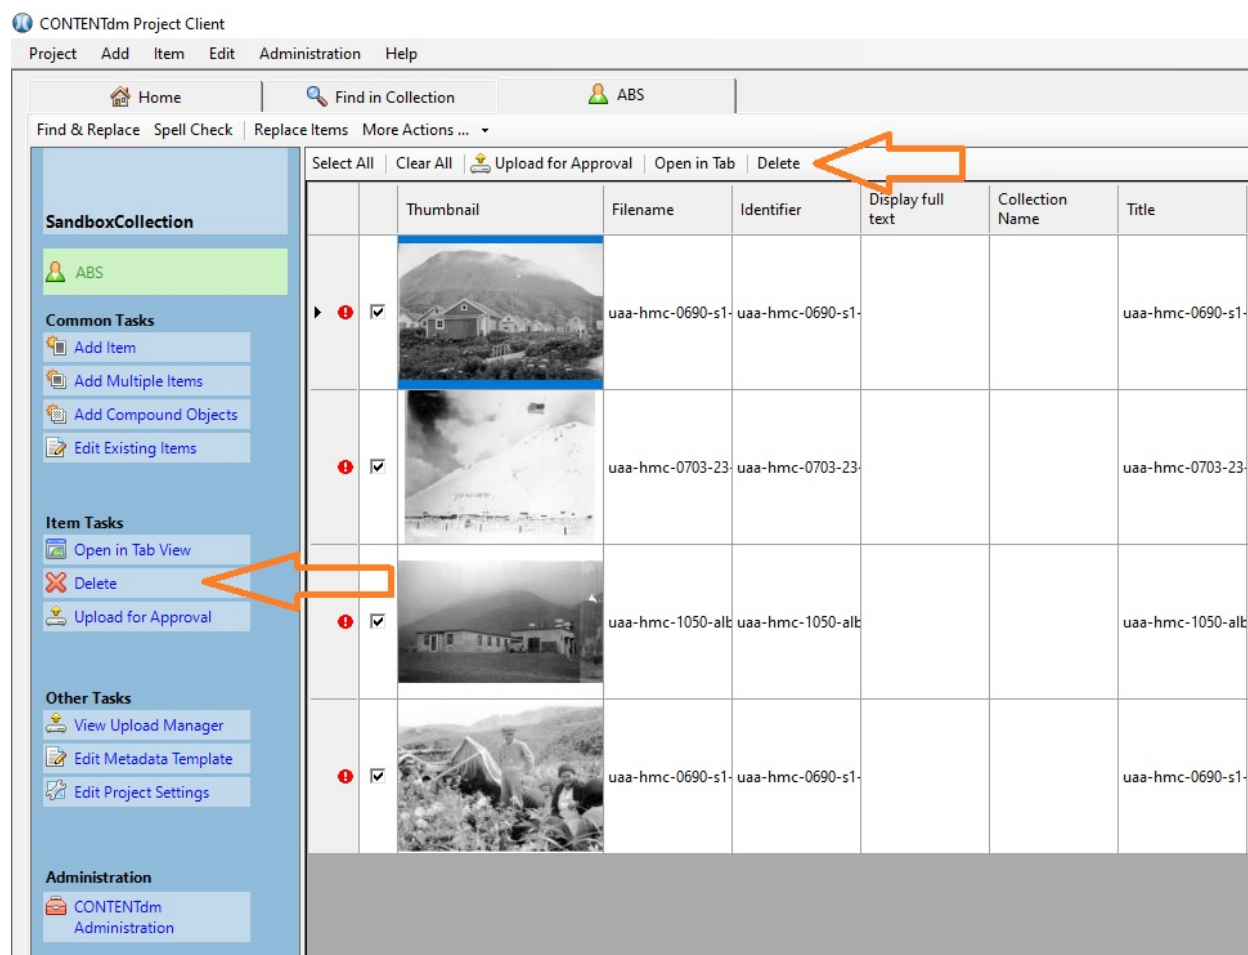 CONTENTdm Project Client
Project Add Item Edit Administration Help
Home Find in Collection ABS
Find & Replace Spell Check Replace Items More Actions ...
SandboxCollection
ABS
Common Tasks
Add Item
Add Multiple Items
Add Compound Objects
Edit Existing Items
Item Tasks
Open in Tab View
Delete
Upload for Approval
Other Tasks
View Upload Manager
Edit Metadata Template
Edit Project Settings
Administration
CONTENTdm
Administration
Select All Clear All Upload for Approval Open in Tab Delete
Thumbnail Filename Identifier Display full text Collection Name Title
uaa-hmc-0690-s1- uaa-hmc-0690-s1- uaa-hmc-0690-s1-
uaa-hmc-0703-23- uaa-hmc-0703-23- uaa-hmc-0703-23-
uaa-hmc-1050-alb uaa-hmc-1050-alb uaa-hmc-1050-alb
uaa-hmc-0690-s1- uaa-hmc-0690-s1- uaa-hmc-0690-s1-